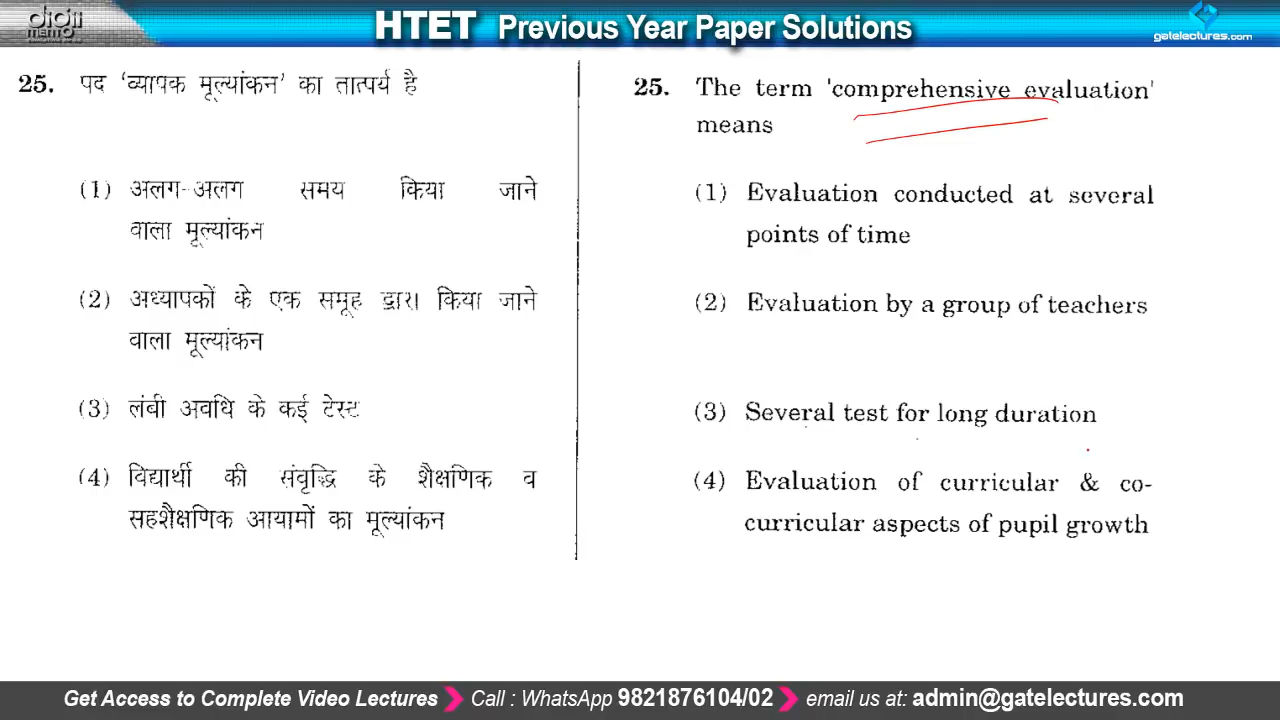 digii
MENTO
HTET Previous Year Paper Solutions
gatelectures.com
25. पद 'व्यापक मूल्यांकन' का तात्पर्य है
(1) अलग-अलग समय किया जाने
वाला मूल्यांकन
(2) अध्यापकों के एक समूह द्वारा किया जाने
वाला मूल्यांकन
(3) लंबी अवधि के कई टेस्ट
(4) विद्यार्थी की संवृद्धि के शैक्षणिक व
सहशैक्षणिक आयामों का मूल्यांकन
25. The term 'comprehensive evaluation'
means
(1) Evaluation conducted at several
points of time
(2) Evaluation by a group of teachers
(3) Several test for long duration
(4) Evaluation of curricular & co-
curricular aspects of pupil growth
Get Access to Complete Video Lectures Call : WhatsApp 9821876104/02 email us at: admin@gatelectures.com